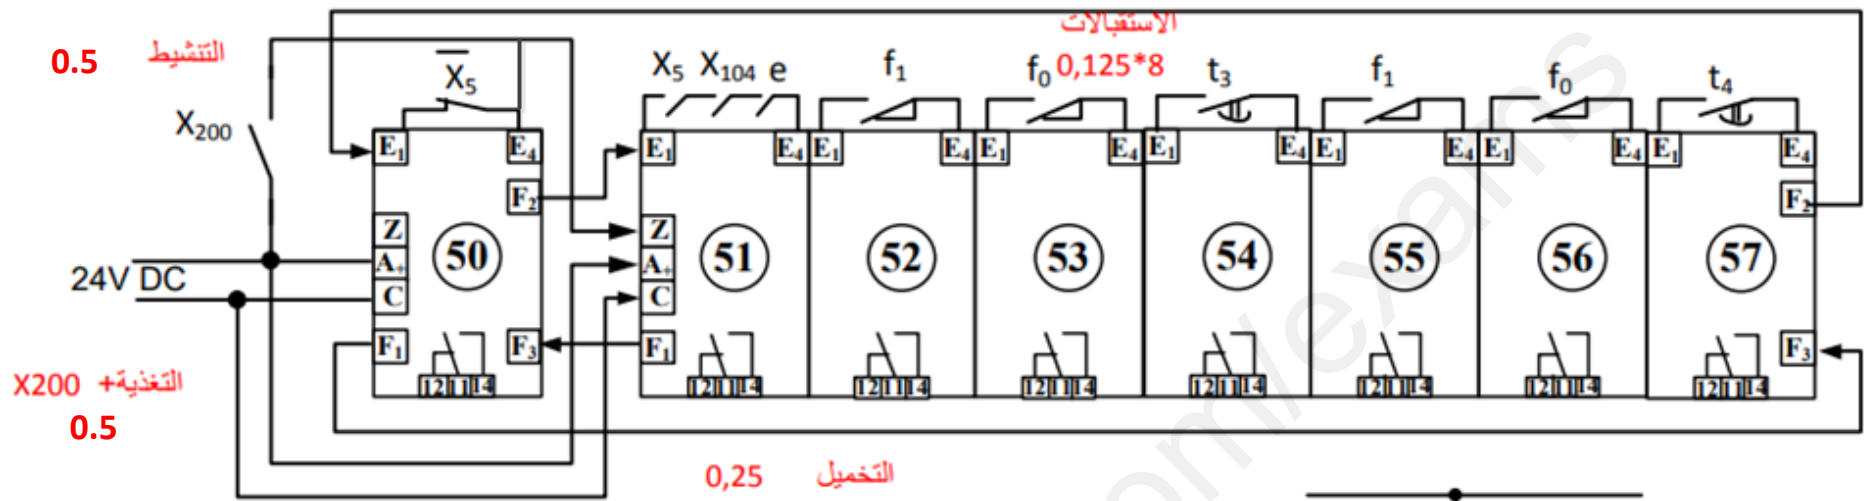 الاستقبالات
0.5 التنشيط
X5 X5 X104 e f1 f0 0,125*8 t3 f1 f0 t4
X200
E1 E4 E1 E4 E1 E4 E1 E4 E1 E4 E1 E4 E1 E4 E1 E4
F2 F2
Z Z
50 51 52 53 54 55 56 57
A+ A+
24V DC
C C
F1 F3 F1 F3
12 11 14 12 11 14 12 11 14 12 11 14 12 11 14 12 11 14 12 11 14 12 11 14
التغذية+ X200
0.5
0,25 التخميل
om/exams